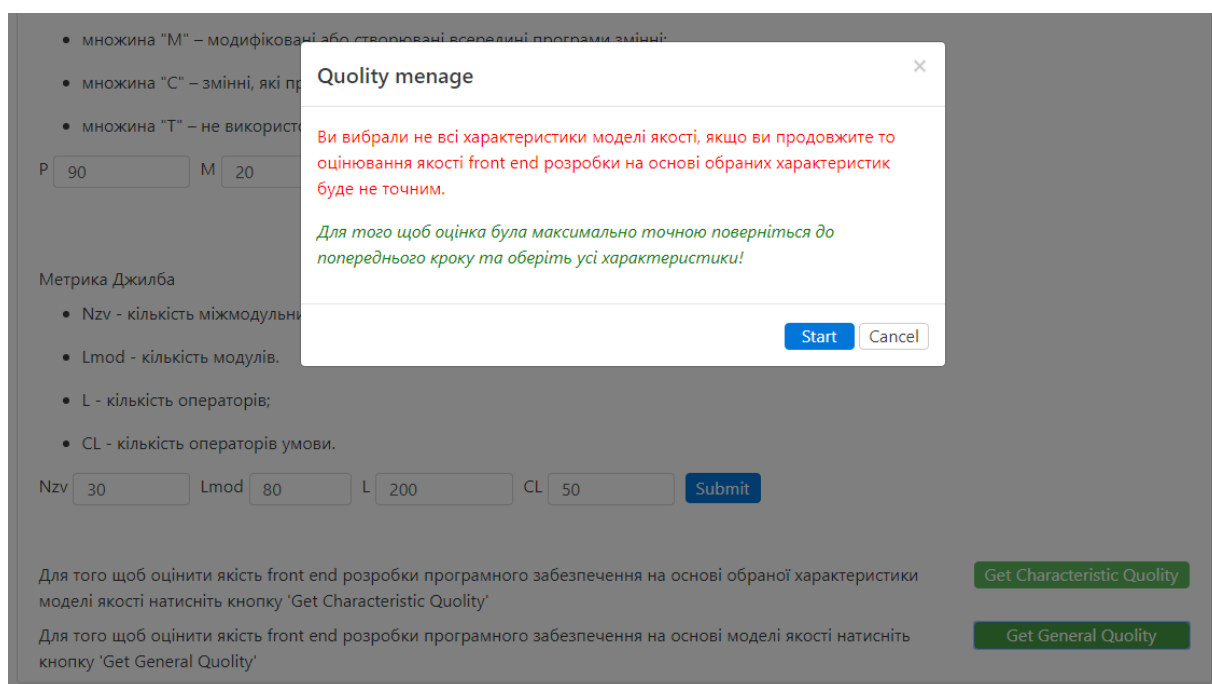 множина "М" – модифіковані або створювані всередині програми змінні;
множина "С" – змінні, які
множина "Т" – не
P 90 M 20
Quolity menage ×
Ви вибрали не всі характеристики моделі якості, якщо ви продовжите то
оцінювання якості front end розробки на основі обраних характеристик
буде не точним.
Для того щоб оцінка була максимально точною поверніться до
попереднього кроку та оберіть усі характеристики!
Start Cancel
Метрика Джилба
Nzv - кількість
Lmod - кількість модулів.
L - кількість операторів;
CL - кількість операторів умови.
Nzv 30 Lmod 80 L 200 CL 50 Submit
Для того щоб оцінити якість front end розробки програмного забезпечення на основі обраної характеристики
моделі якості натисніть кнопку 'Get Characteristic Quolity'
Get Characteristic Quolity
Для того щоб оцінити якість front end розробки програмного забезпечення на основі моделі якості натисніть
кнопку 'Get General Quolity'
Get General Quolity